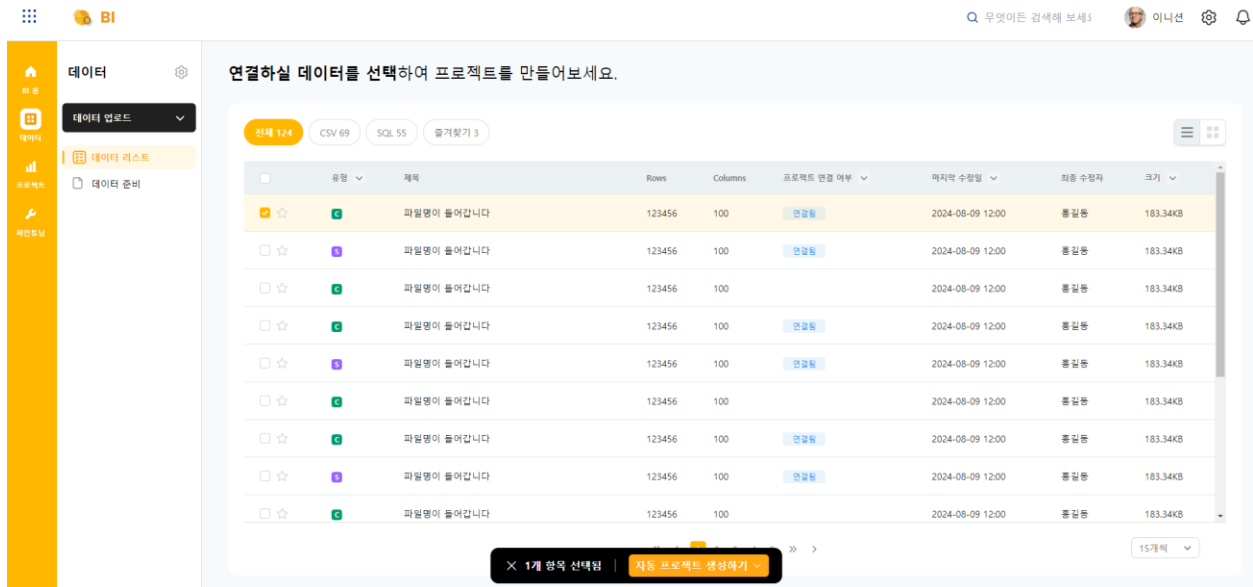 BI
무엇이든 검색해 보세요
이니션
BI 홈
데이터
프로젝트
파인튜닝
데이터
데이터 업로드
데이터 리스트
데이터 준비
연결하실 데이터를 선택하여 프로젝트를 만들어보세요.
전체 124 CSV 69 SQL 55 즐겨찾기 3
유형 제목 Rows Columns 프로젝트 연결 여부 마지막 수정일 최종 수정자 크기
C 파일명이 들어갑니다 123456 100 연결됨 2024-08-09 12:00 홍길동 183.34KB
S 파일명이 들어갑니다 123456 100 연결됨 2024-08-09 12:00 홍길동 183.34KB
C 파일명이 들어갑니다 123456 100 2024-08-09 12:00 홍길동 183.34KB
C 파일명이 들어갑니다 123456 100 연결됨 2024-08-09 12:00 홍길동 183.34KB
S 파일명이 들어갑니다 123456 100 연결됨 2024-08-09 12:00 홍길동 183.34KB
C 파일명이 들어갑니다 123456 100 2024-08-09 12:00 홍길동 183.34KB
C 파일명이 들어갑니다 123456 100 연결됨 2024-08-09 12:00 홍길동 183.34KB
S 파일명이 들어갑니다 123456 100 연결됨 2024-08-09 12:00 홍길동 183.34KB
C 파일명이 들어갑니다 123456 100 2024-08-09 12:00 홍길동 183.34KB
15개씩
1개 항목 선택됨
자동 프로젝트 생성하기